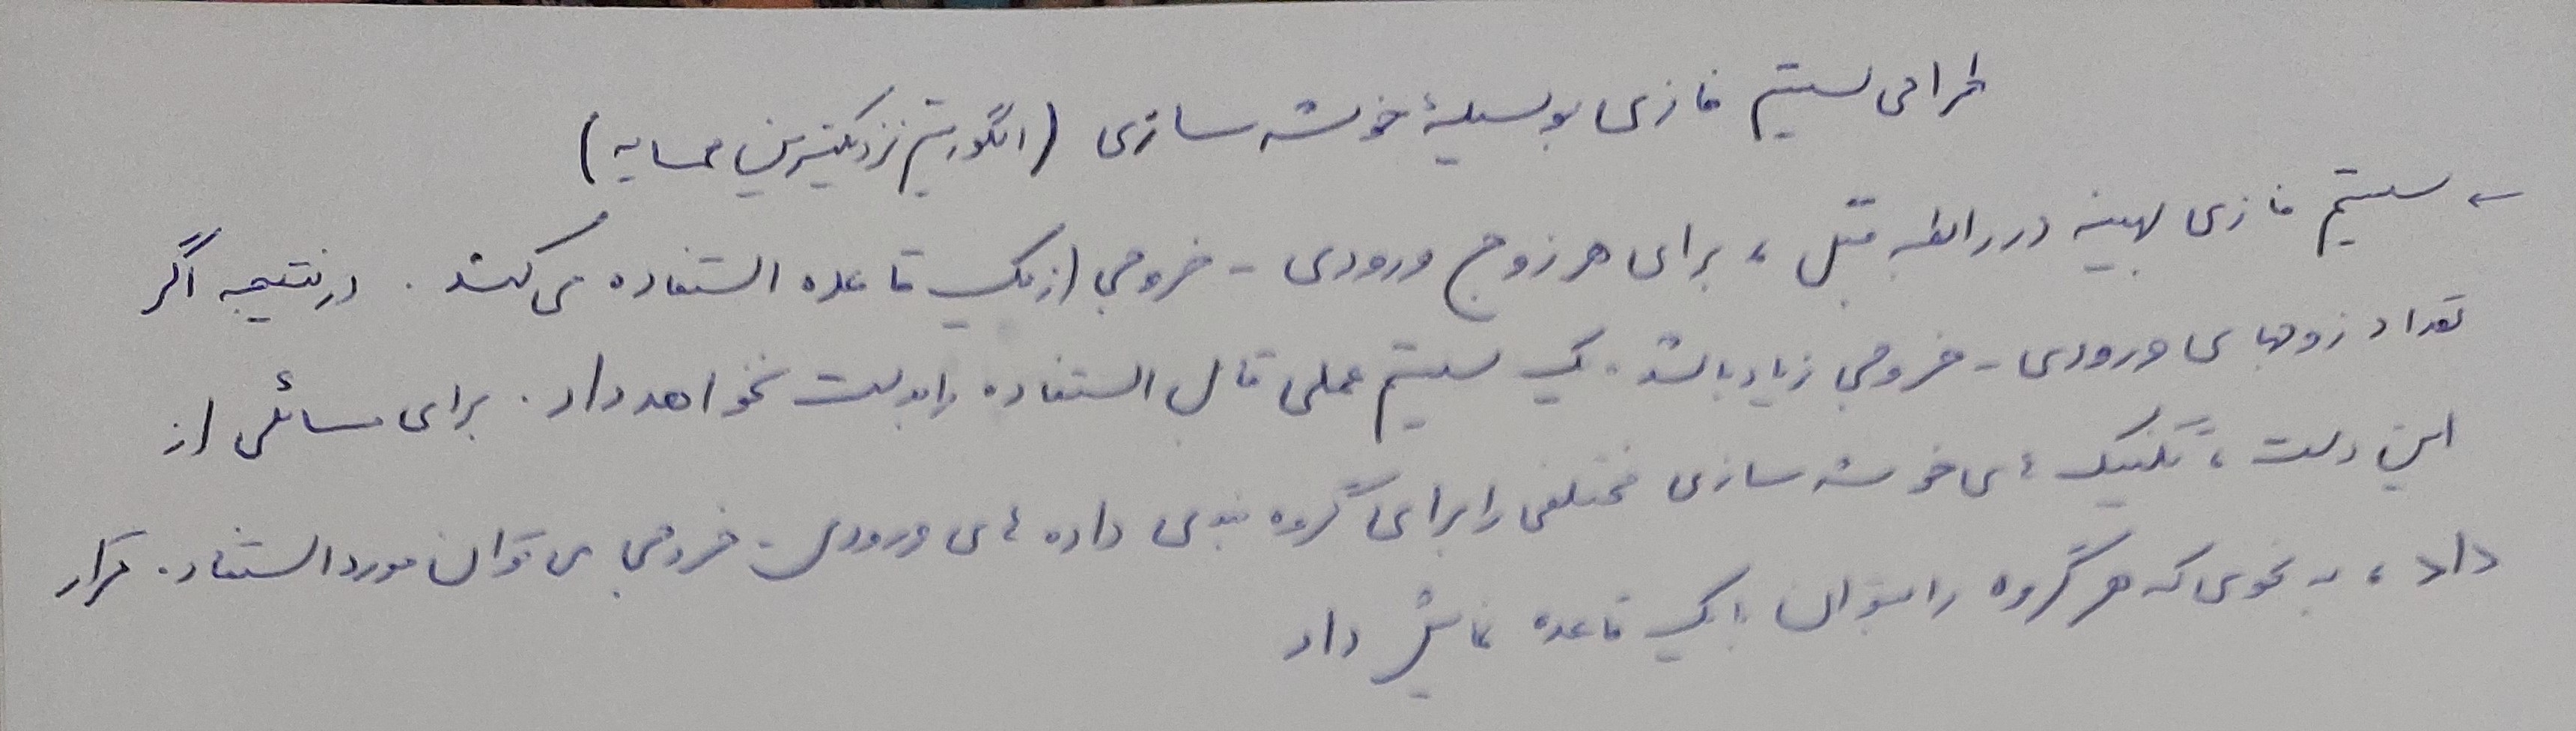 طراحی سیستم فازی بوسیلهٔ خوشه سازی (الگوریتم نزدیکترین همسایه)
← سیستم فازی بهینه در رابطه قبل ، برای هر زوج ورودی - خروجی از یک قاعده استفاده می کند . در نتیجه اگر
تعداد زوجهای ورودی - خروجی زیاد باشد . یک سیستم عملی قابل استفاده را بدست نخواهد داد . برای مسائلی از
این دست ، تکنیک های خوشه سازی مختلفی را برای گروه بندی داده های ورودی - خروجی می توان مورد استفاده قرار
داد ، به نحوی که هر گروه را بتوان با یک قاعده نمایش داد